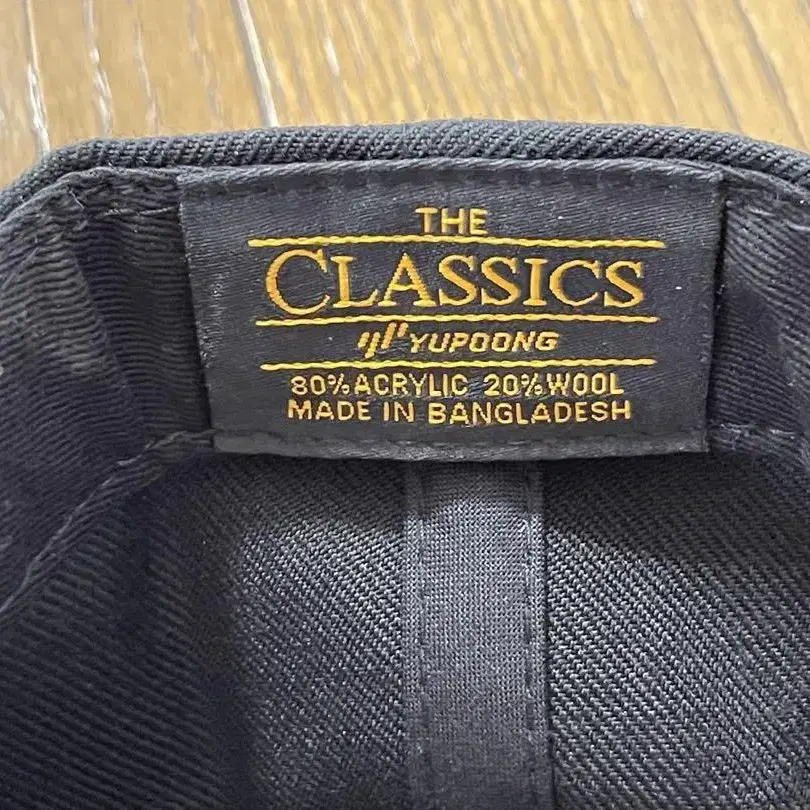 THE
CLASSICS
YUPOONG
80% ACRYLIC 20% WOOL
MADE IN BANGLADESH